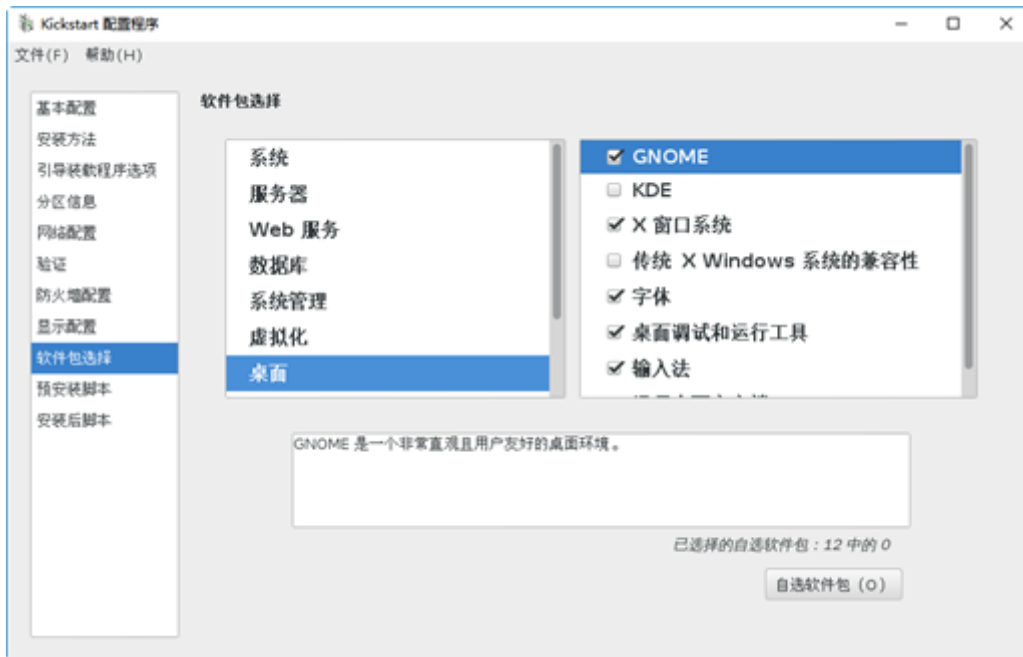 Kickstart 配置程序
文件(F) 帮助(H)
基本配置
安装方法
引导装载程序选项
分区信息
网络配置
验证
防火墙配置
显示配置
软件包选择
预安装脚本
安装后脚本
软件包选择
系统
服务器
Web 服务
数据库
系统管理
虚拟化
桌面
GNOME
KDE
X 窗口系统
传统 X Windows 系统的兼容性
字体
桌面调试和运行工具
输入法
GNOME 是一个非常直观且用户友好的桌面环境。
已选择的自选软件包：12 中的 0
自选软件包 (O)